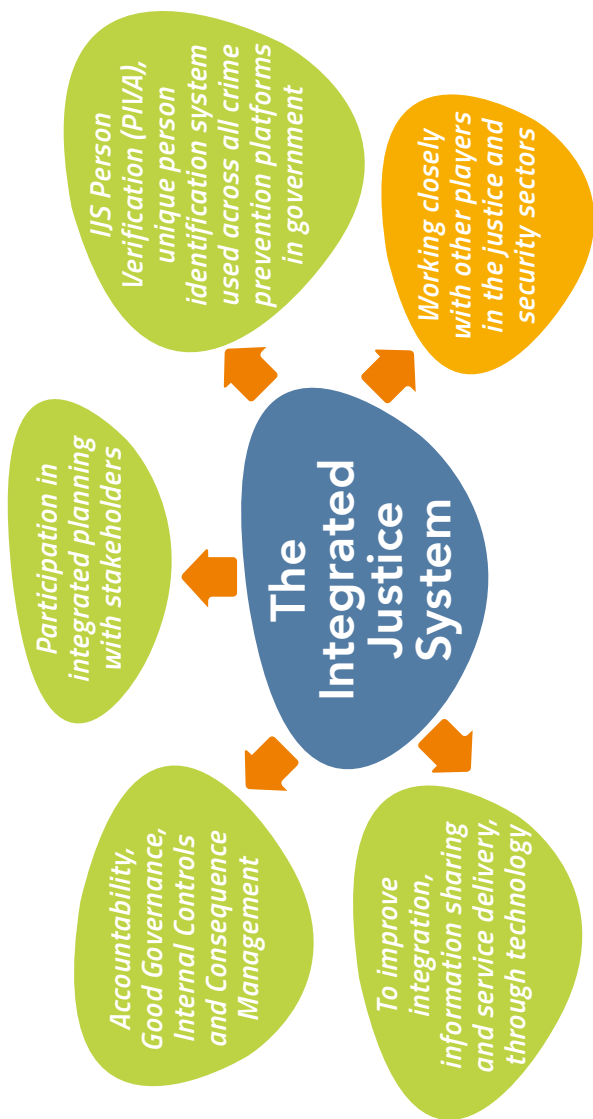 To improve
integration,
information sharing
and service delivery,
through technology
Accountability,
Good Governance,
Internal Controls
and Consequence
Management
Participation in
integrated planning
with stakeholders
IJS Person
Verification (PIVA),
unique person
identification system
used across all crime
prevention platforms
in government
Working closely
with other players
in the justice and
security sectors
The
Integrated
Justice
System